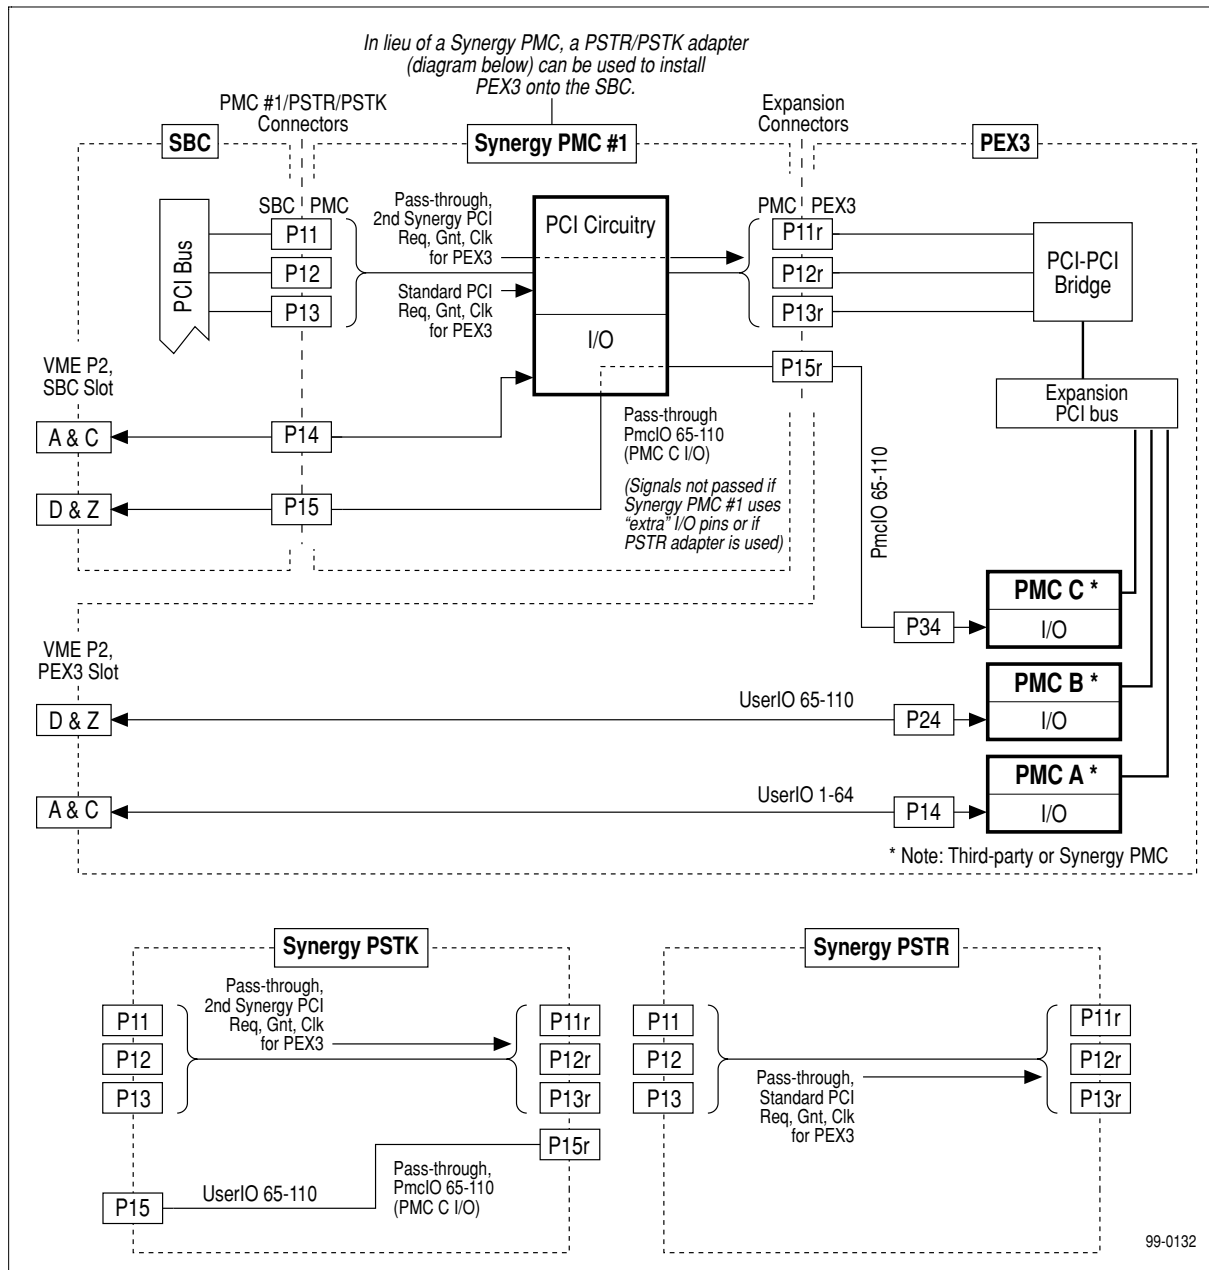 In lieu of a Synergy PMC, a PSTR/PSTK adapter
(diagram below) can be used to install
PEX3 onto the SBC.
PMC #1/PSTR/PSTK
Connectors
Expansion
Connectors
SBC
Synergy PMC #1
PEX3
SBC PMC
Pass-through,
2nd Synergy PCI
Req, Gnt, Clk
for PEX3
PMC PEX3
PCI Bus
P11
P12
P13
PCI Circuitry
P11r
P12r
P13r
PCI-PCI
Bridge
Standard PCI
Req, Gnt, Clk
for PEX3
I/O
P15r
VME P2,
SBC Slot
Expansion
PCI bus
A & C
P14
Pass-through
PmcIO 65-110
(PMC C I/O)
D & Z
P15
(Signals not passed if
Synergy PMC #1 uses
“extra” I/O pins or if
PSTR adapter is used)
PmcIO 65-110
PMC C *
P34
I/O
VME P2,
PEX3 Slot
PMC B *
D & Z
UserIO 65-110
P24
I/O
PMC A *
A & C
UserIO 1-64
P14
I/O
* Note: Third-party or Synergy PMC
Synergy PSTK
Pass-through,
2nd Synergy PCI
Req, Gnt, Clk
for PEX3
P11
P12
P13
P11r
P12r
P13r
P15r
P15
UserIO 65-110
Pass-through,
PmcIO 65-110
(PMC C I/O)
Synergy PSTR
P11
P12
P13
Pass-through,
Standard PCI
Req, Gnt, Clk
for PEX3
P11r
P12r
P13r
99-0132